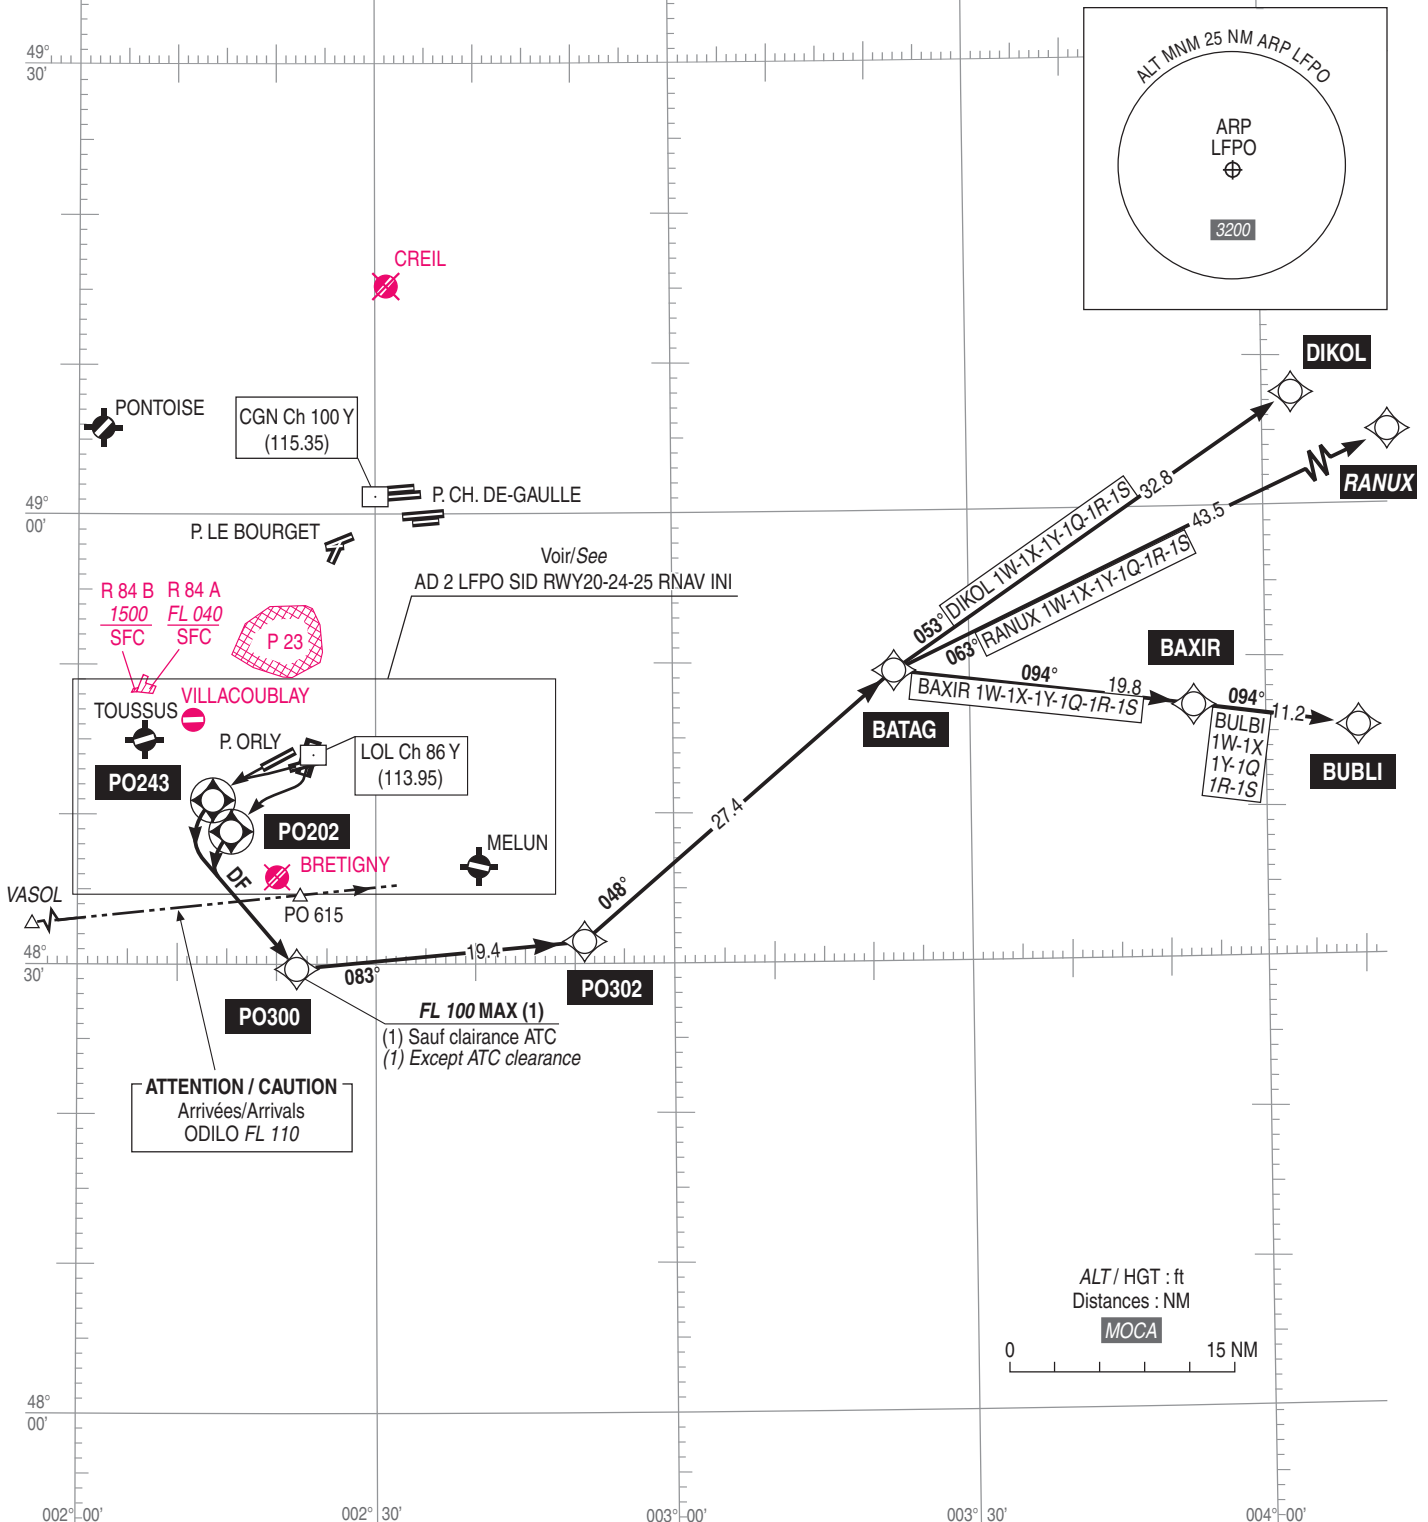 49°
30'
ALT MNM 25 NM ARP LFPO
ARP
LFPO
3200
CREIL
DIKOL
PONTOISE
CGN Ch 100 Y
(115.35)
RANUX
P. CH. DE-GAULLE
49°
00'
P. LE BOURGET
Voir/See
AD 2 LFPO SID RWY20-24-25 RNAV INI
R 84 B
1500
SFC
R 84 A
FL 040
SFC
P 23
053°
DIKOL 1W-1X-1Y-1Q-1R-1S
32.8
063°
RANUX 1W-1X-1Y-1Q-1R-1S
43.5
BAXIR
094°
19.8
BAXIR 1W-1X-1Y-1Q-1R-1S
094°
11.2
BULBI
1W-1X
1Y-1Q
1R-1S
BATAG
BUBLI
VILLACOUBLAY
TOUSSUS
P. ORLY
LOL Ch 86 Y
(113.95)
PO243
PO202
27.4
MELUN
BRETIGNY
DF
048°
VASOL
PO 615
48°
30'
083°
19.4
PO302
PO300
FL 100 MAX (1)
(1) Sauf clairance ATC
(1) Except ATC clearance
ATTENTION / CAUTION
Arrivées/Arrivals
ODILO FL 110
ALT / HGT : ft
Distances : NM
MOCA
0
15 NM
48°
00'
002° 00'
002° 30'
003° 00'
003° 30'
004° 00'